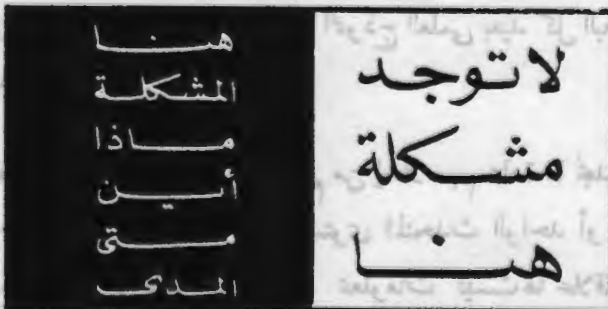 لا توجد
مشكلة
هنا
هنا
المشكلة
ماذا
أين
متى
المدى